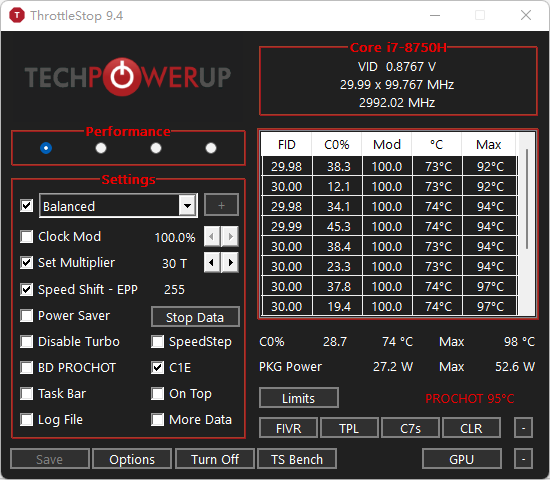 ThrottleStop 9.4
TECHPOWERUP
Performance
Settings
Balanced
+
Clock Mod 100.0%
Set Multiplier 30 T
Speed Shift - EPP 255
Power Saver Stop Data
Disable Turbo SpeedStep
BD PROCHOT C1E
Task Bar On Top
Log File More Data
Core i7-8750H
VID 0.8767 V
29.99 x 99.767 MHz
2992.02 MHz
FID C0% Mod °C Max
29.98 38.3 100.0 73°C 92°C
30.00 12.1 100.0 73°C 92°C
29.98 34.1 100.0 74°C 94°C
29.99 45.3 100.0 74°C 94°C
30.00 38.4 100.0 73°C 94°C
30.00 23.3 100.0 73°C 94°C
30.00 37.8 100.0 74°C 97°C
30.00 19.4 100.0 74°C 97°C
C0% 28.7 74 °C Max 98 °C
PKG Power 27.2 W Max 52.6 W
Limits PROCHOT 95°C
FIVR TPL C7s CLR -
Save Options Turn Off TS Bench GPU -